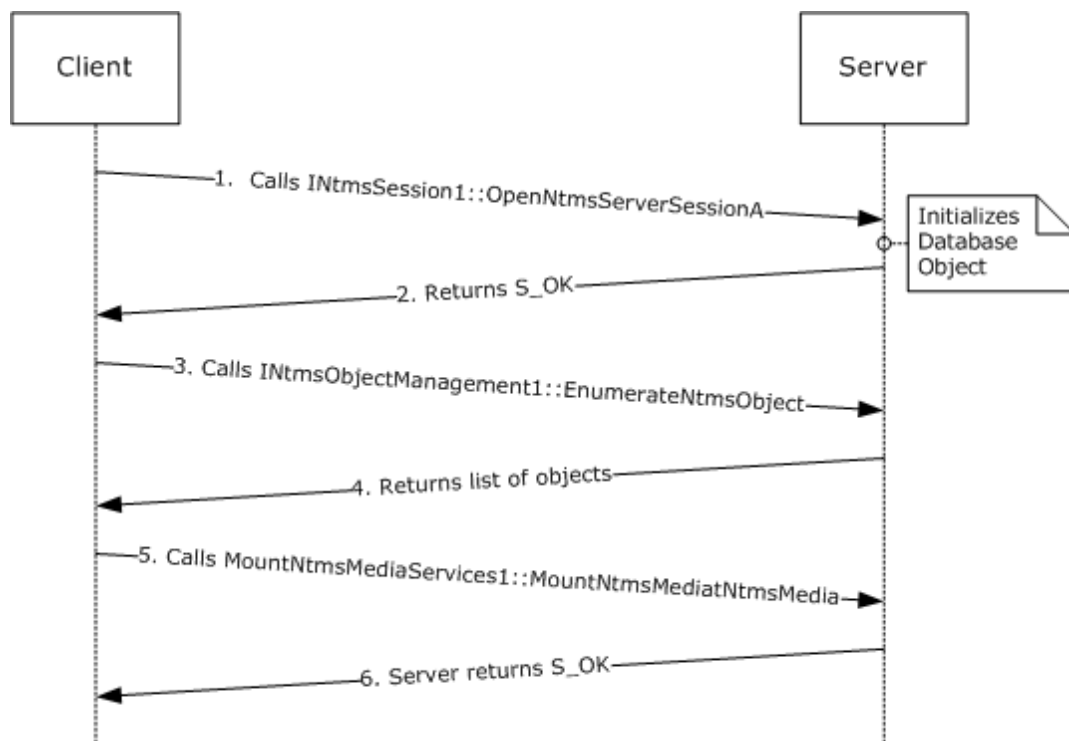 Client
Server
1.  Calls INtmsSession1::OpenNtmsServerSessionA
Initializes
Database
Object
2. Returns S_OK
3. Calls INtmsObjectManagement1::EnumerateNtmsObject
4. Returns list of objects
5. Calls MountNtmsMediaServices1::MountNtmsMediatNtmsMedia
6. Server returns S_OK